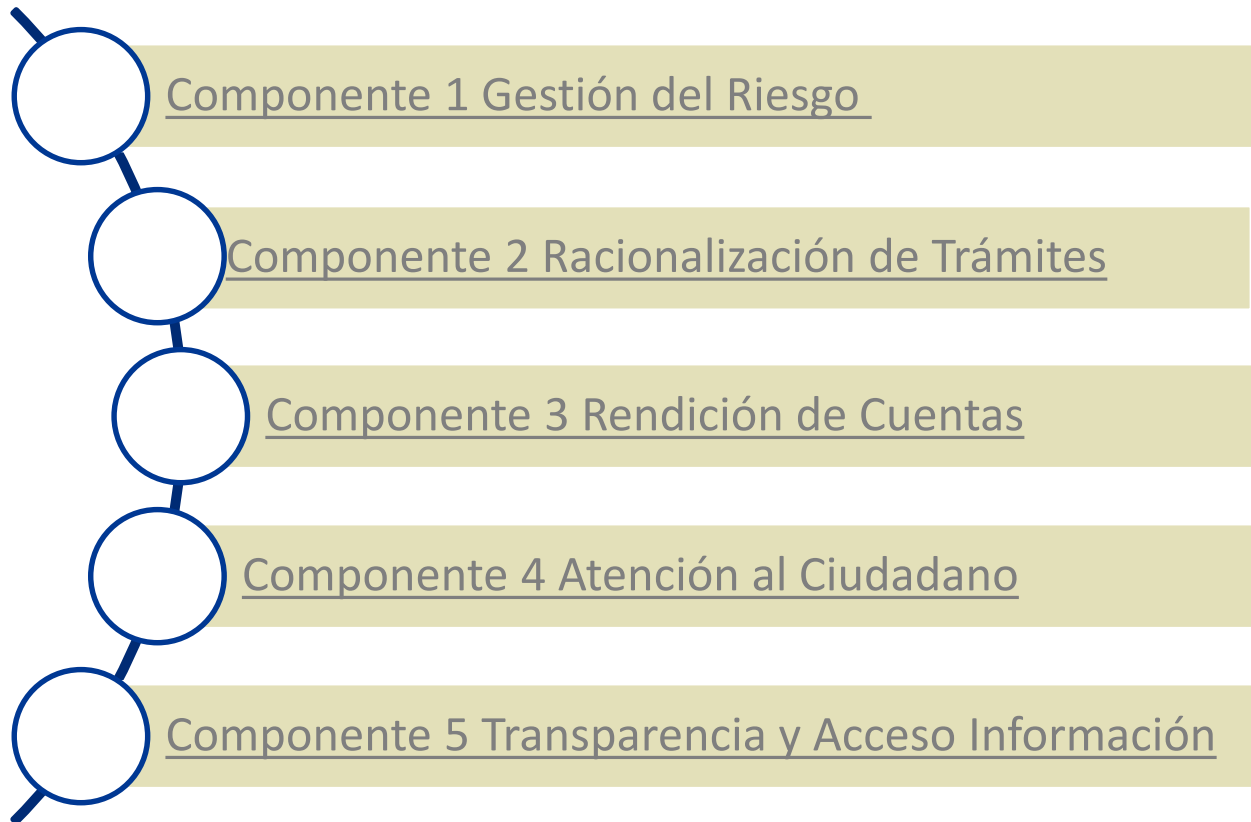 Componente 1 Gestión del Riesgo
Componente 2 Racionalización de Trámites
Componente 3 Rendición de Cuentas
Componente 4 Atención al Ciudadano
Componente 5 Transparencia y Acceso Información